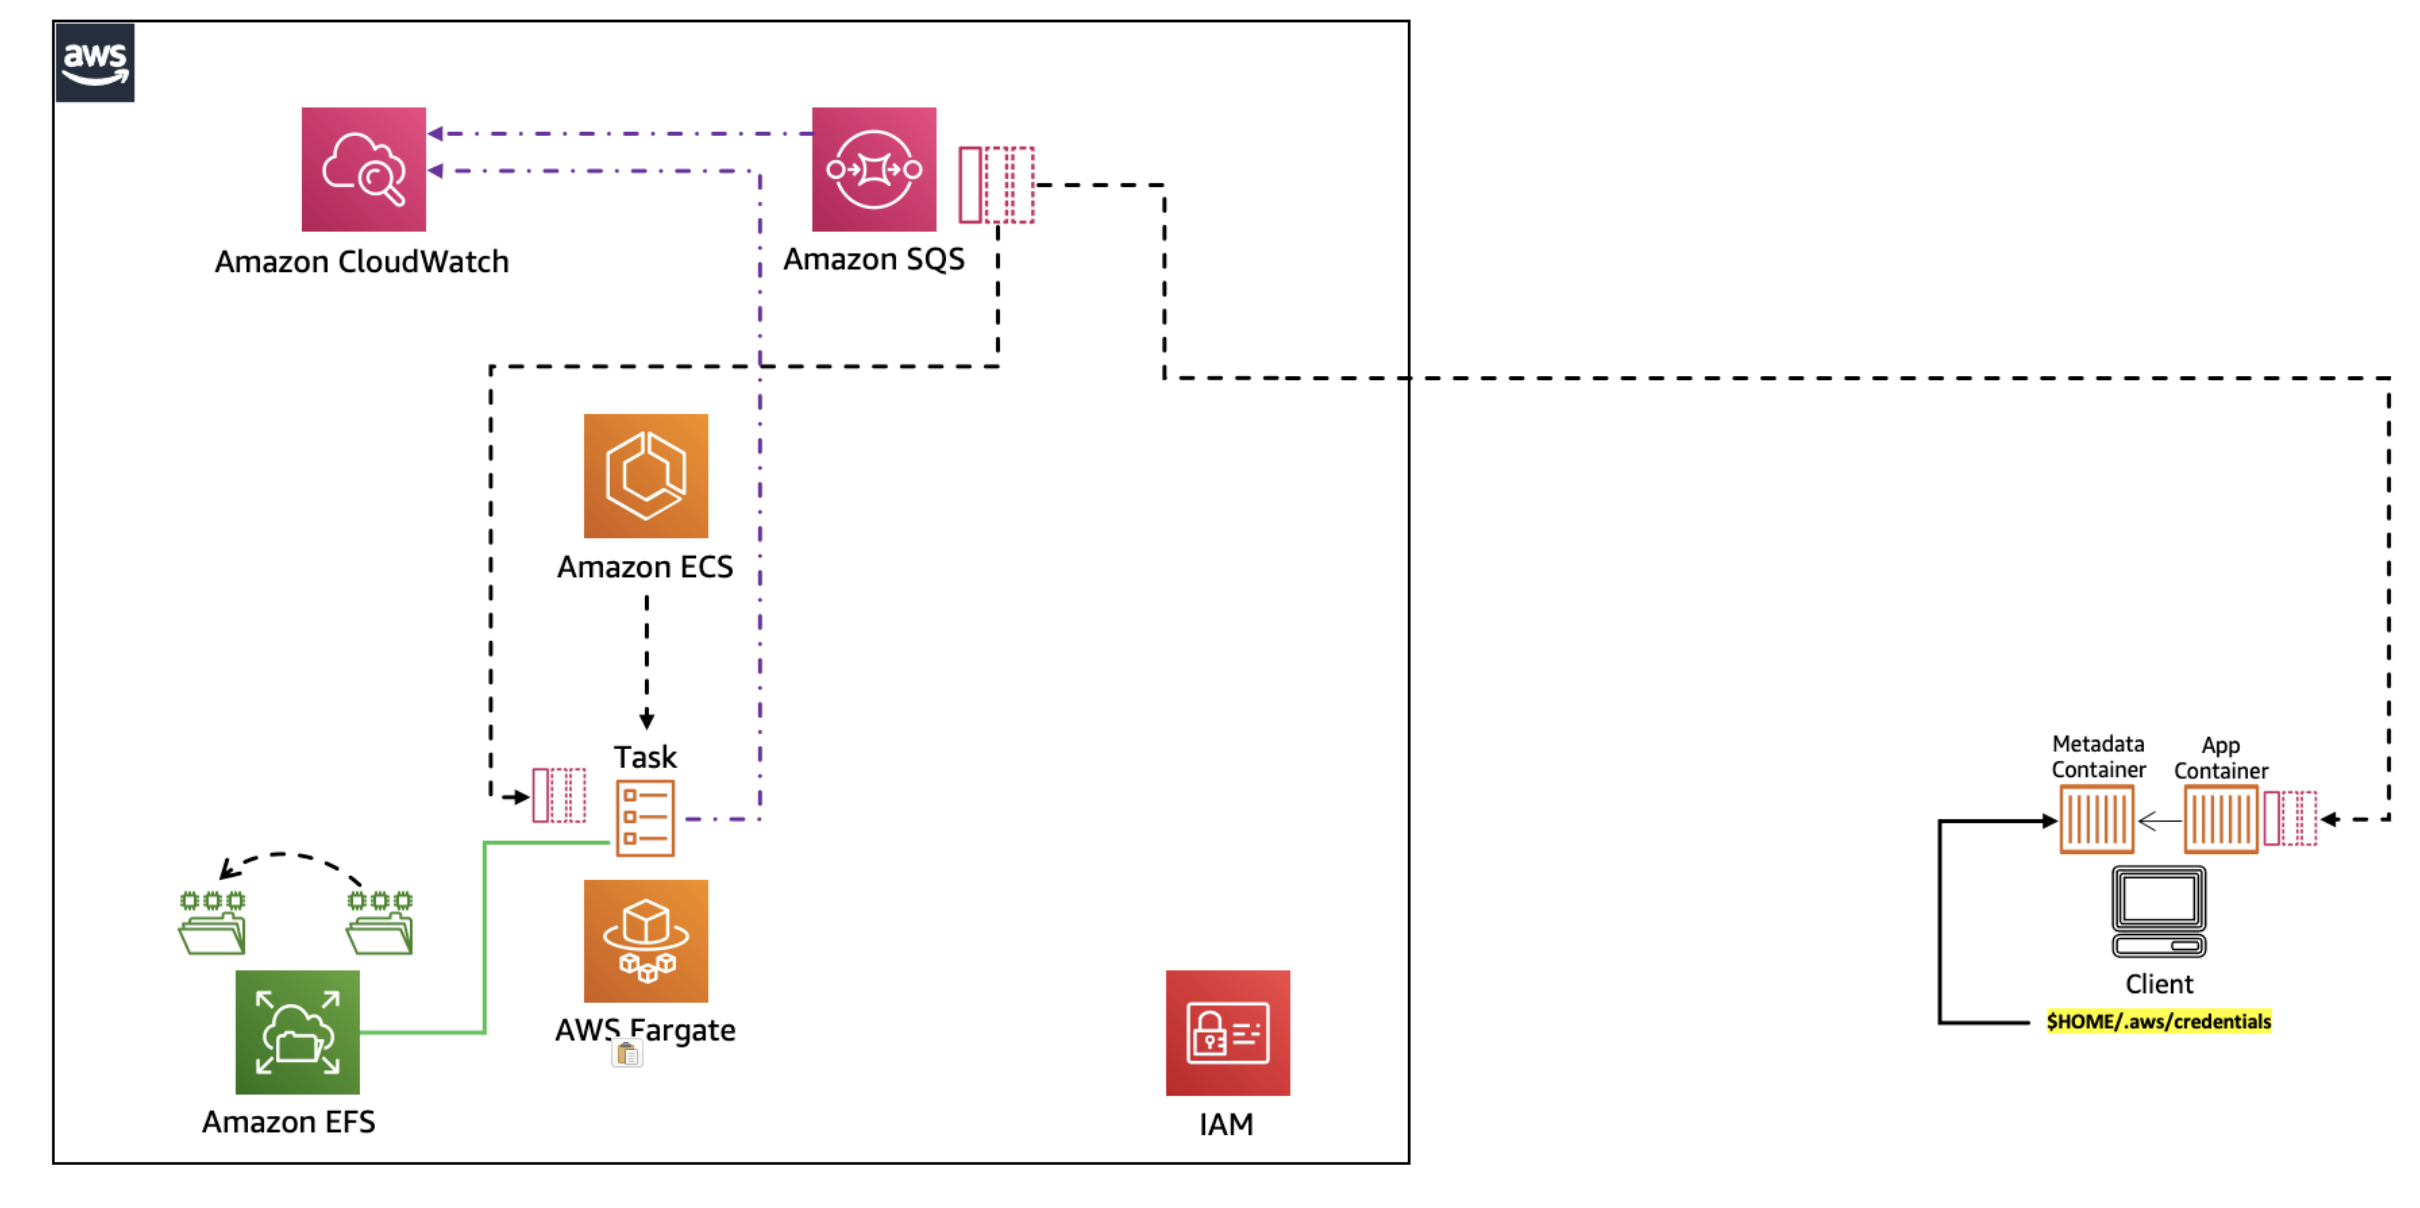 aws
Amazon CloudWatch
Amazon SQS
Amazon ECS
Task
Metadata
Container
App
Container
AWS Fargate
Client
$HOME/.aws/credentials
Amazon EFS
IAM